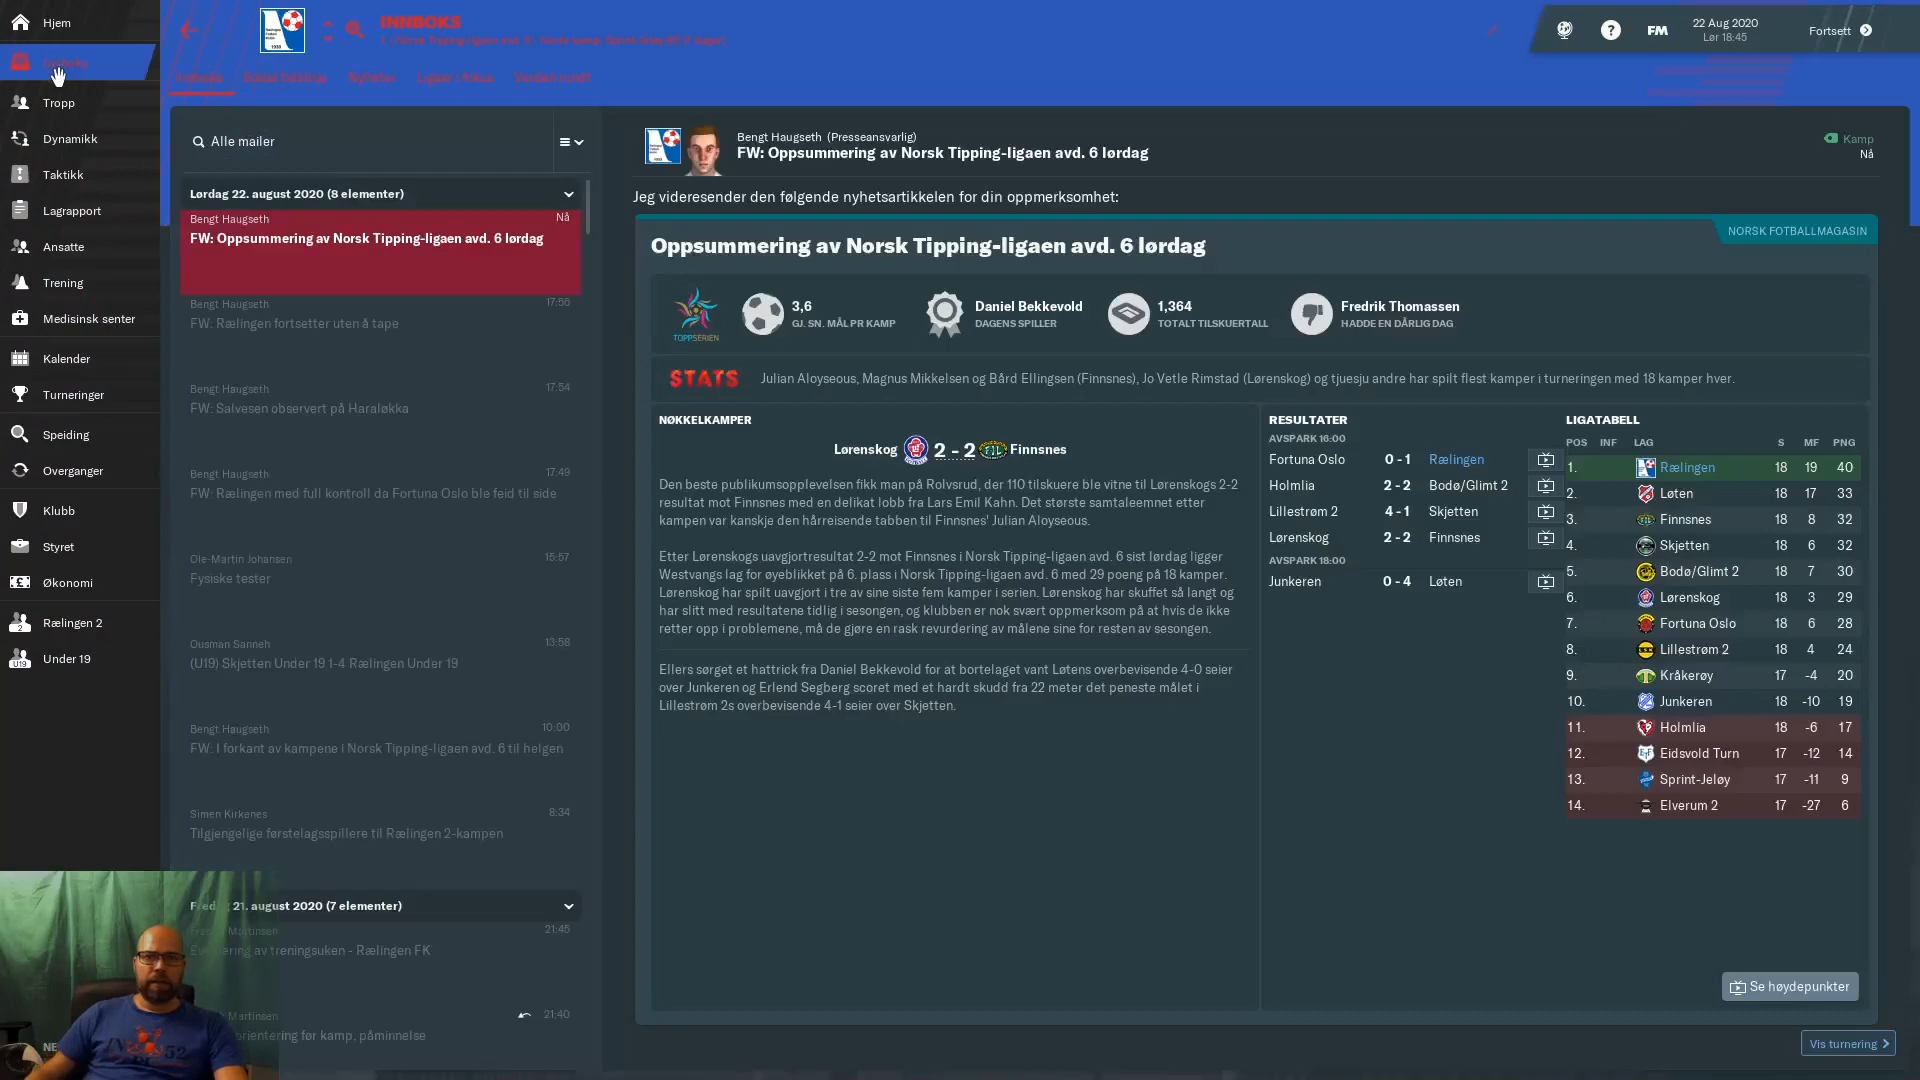 Hjem
Tropp
Dynamikk
Taktikk
Lagrapport
Ansatte
Trening
Medisinsk senter
Kalender
Turneringer
Speiding
Overganger
Klubb
Styret
Økonomi
Rælingen 2
Under 19
INNBOKS
Innboks
Nyheter
FM
22 Aug 2020
Lør 18:45
Fortsett
Alle mailer
Lørdag 22. august 2020 (8 elementer)
Bengt Haugseth
Nå
FW: Oppsummering av Norsk Tipping-ligaen avd. 6 lørdag
Bengt Haugseth
17:56
FW: Rælingen fortsetter uten å tape
Bengt Haugseth
17:54
FW: Salvesen observert på Haraløkka
Bengt Haugseth
17:49
FW: Rælingen med full kontroll da Fortuna Oslo ble feid til side
Ole-Martin Johansen
15:57
Fysiske tester
Ousman Sanneh
13:58
(U19) Skjetten Under 19 1-4 Rælingen Under 19
Bengt Haugseth
10:00
FW: I forkant av kampene i Norsk Tipping-ligaen avd. 6 til helgen
Simen Kirkenes
8:34
Tilgjengelige førstelagsspillere til Rælingen 2-kampen
21. august 2020 (7 elementer)
Martinsen
21:45
ering av treningsuken - Rælingen FK
Martinsen
21:40
orientering før kamp, påminnelse
Bengt Haugseth (Presseansvarlig)
FW: Oppsummering av Norsk Tipping-ligaen avd. 6 lørdag
Kamp
Nå
Jeg videresender den følgende nyhetsartikkelen for din oppmerksomhet:
NORSK FOTBALLMAGASIN
Oppsummering av Norsk Tipping-ligaen avd. 6 lørdag
TOPPSERIEN
3,6
GJ. SN. MÅL PR KAMP
Daniel Bekkevold
DAGENS SPILLER
1,364
TOTALT TILSKUERTALL
Fredrik Thomassen
HADDE EN DÅRLIG DAG
STATS
Julian Aloyseous, Magnus Mikkelsen og Bård Ellingsen (Finnsnes), Jo Vetle Rimstad (Lørenskog) og tjuesju andre har spilt flest kamper i turneringen med 18 kamper hver.
NØKKELKAMPER
Lørenskog 2 - 2 Finnsnes
Den beste publikumsopplevelsen fikk man på Rolvsrud, der 110 tilskuere ble vitne til Lørenskogs 2-2
resultat mot Finnsnes med en delikat lobb fra Lars Emil Kahn. Det største samtaleemnet etter
kampen var kanskje den hårreisende tabben til Finnsnes' Julian Aloyseous.
Etter Lørenskogs uavgjortresultat 2-2 mot Finnsnes i Norsk Tipping-ligaen avd. 6 sist lørdag ligger
Westvangs lag for øyeblikket på 6. plass i Norsk Tipping-ligaen avd. 6 med 29 poeng på 18 kamper.
Lørenskog har spilt uavgjort i tre av sine siste fem kamper i serien. Lørenskog har skuffet så langt og
har slitt med resultatene tidlig i sesongen, og klubben er nok svært oppmerksom på at hvis de ikke
retter opp i problemene, må de gjøre en rask revurdering av målene sine for resten av sesongen.
Ellers sørget et hattrick fra Daniel Bekkevold for at bortelaget vant Løtens overbevisende 4-0 seier
over Junkeren og Erlend Segberg scoret med et hardt skudd fra 22 meter det peneste målet i
Lillestrøm 2s overbevisende 4-1 seier over Skjetten.
RESULTATER
AVSPARK 16:00
Fortuna Oslo 0 - 1 Rælingen
Holmlia 2 - 2 Bodø/Glimt 2
Lillestrøm 2 4 - 1 Skjetten
Lørenskog 2 - 2 Finnsnes
AVSPARK 18:00
Junkeren 0 - 4 Løten
LIGATABELL
POS INF LAG S MF PNG
1. Rælingen 18 19 40
2. Løten 18 17 33
3. Finnsnes 18 8 32
4. Skjetten 18 6 32
5. Bodø/Glimt 2 18 7 30
6. Lørenskog 18 3 29
7. Fortuna Oslo 18 6 28
8. Lillestrøm 2 18 4 24
9. Kråkerøy 17 -4 20
10. Junkeren 18 -10 19
11. Holmlia 18 -6 17
12. Eidsvold Turn 17 -12 14
13. Sprint-Jeløy 17 -11 9
14. Elverum 2 17 -27 6
Se høydepunkter
Vis turnering